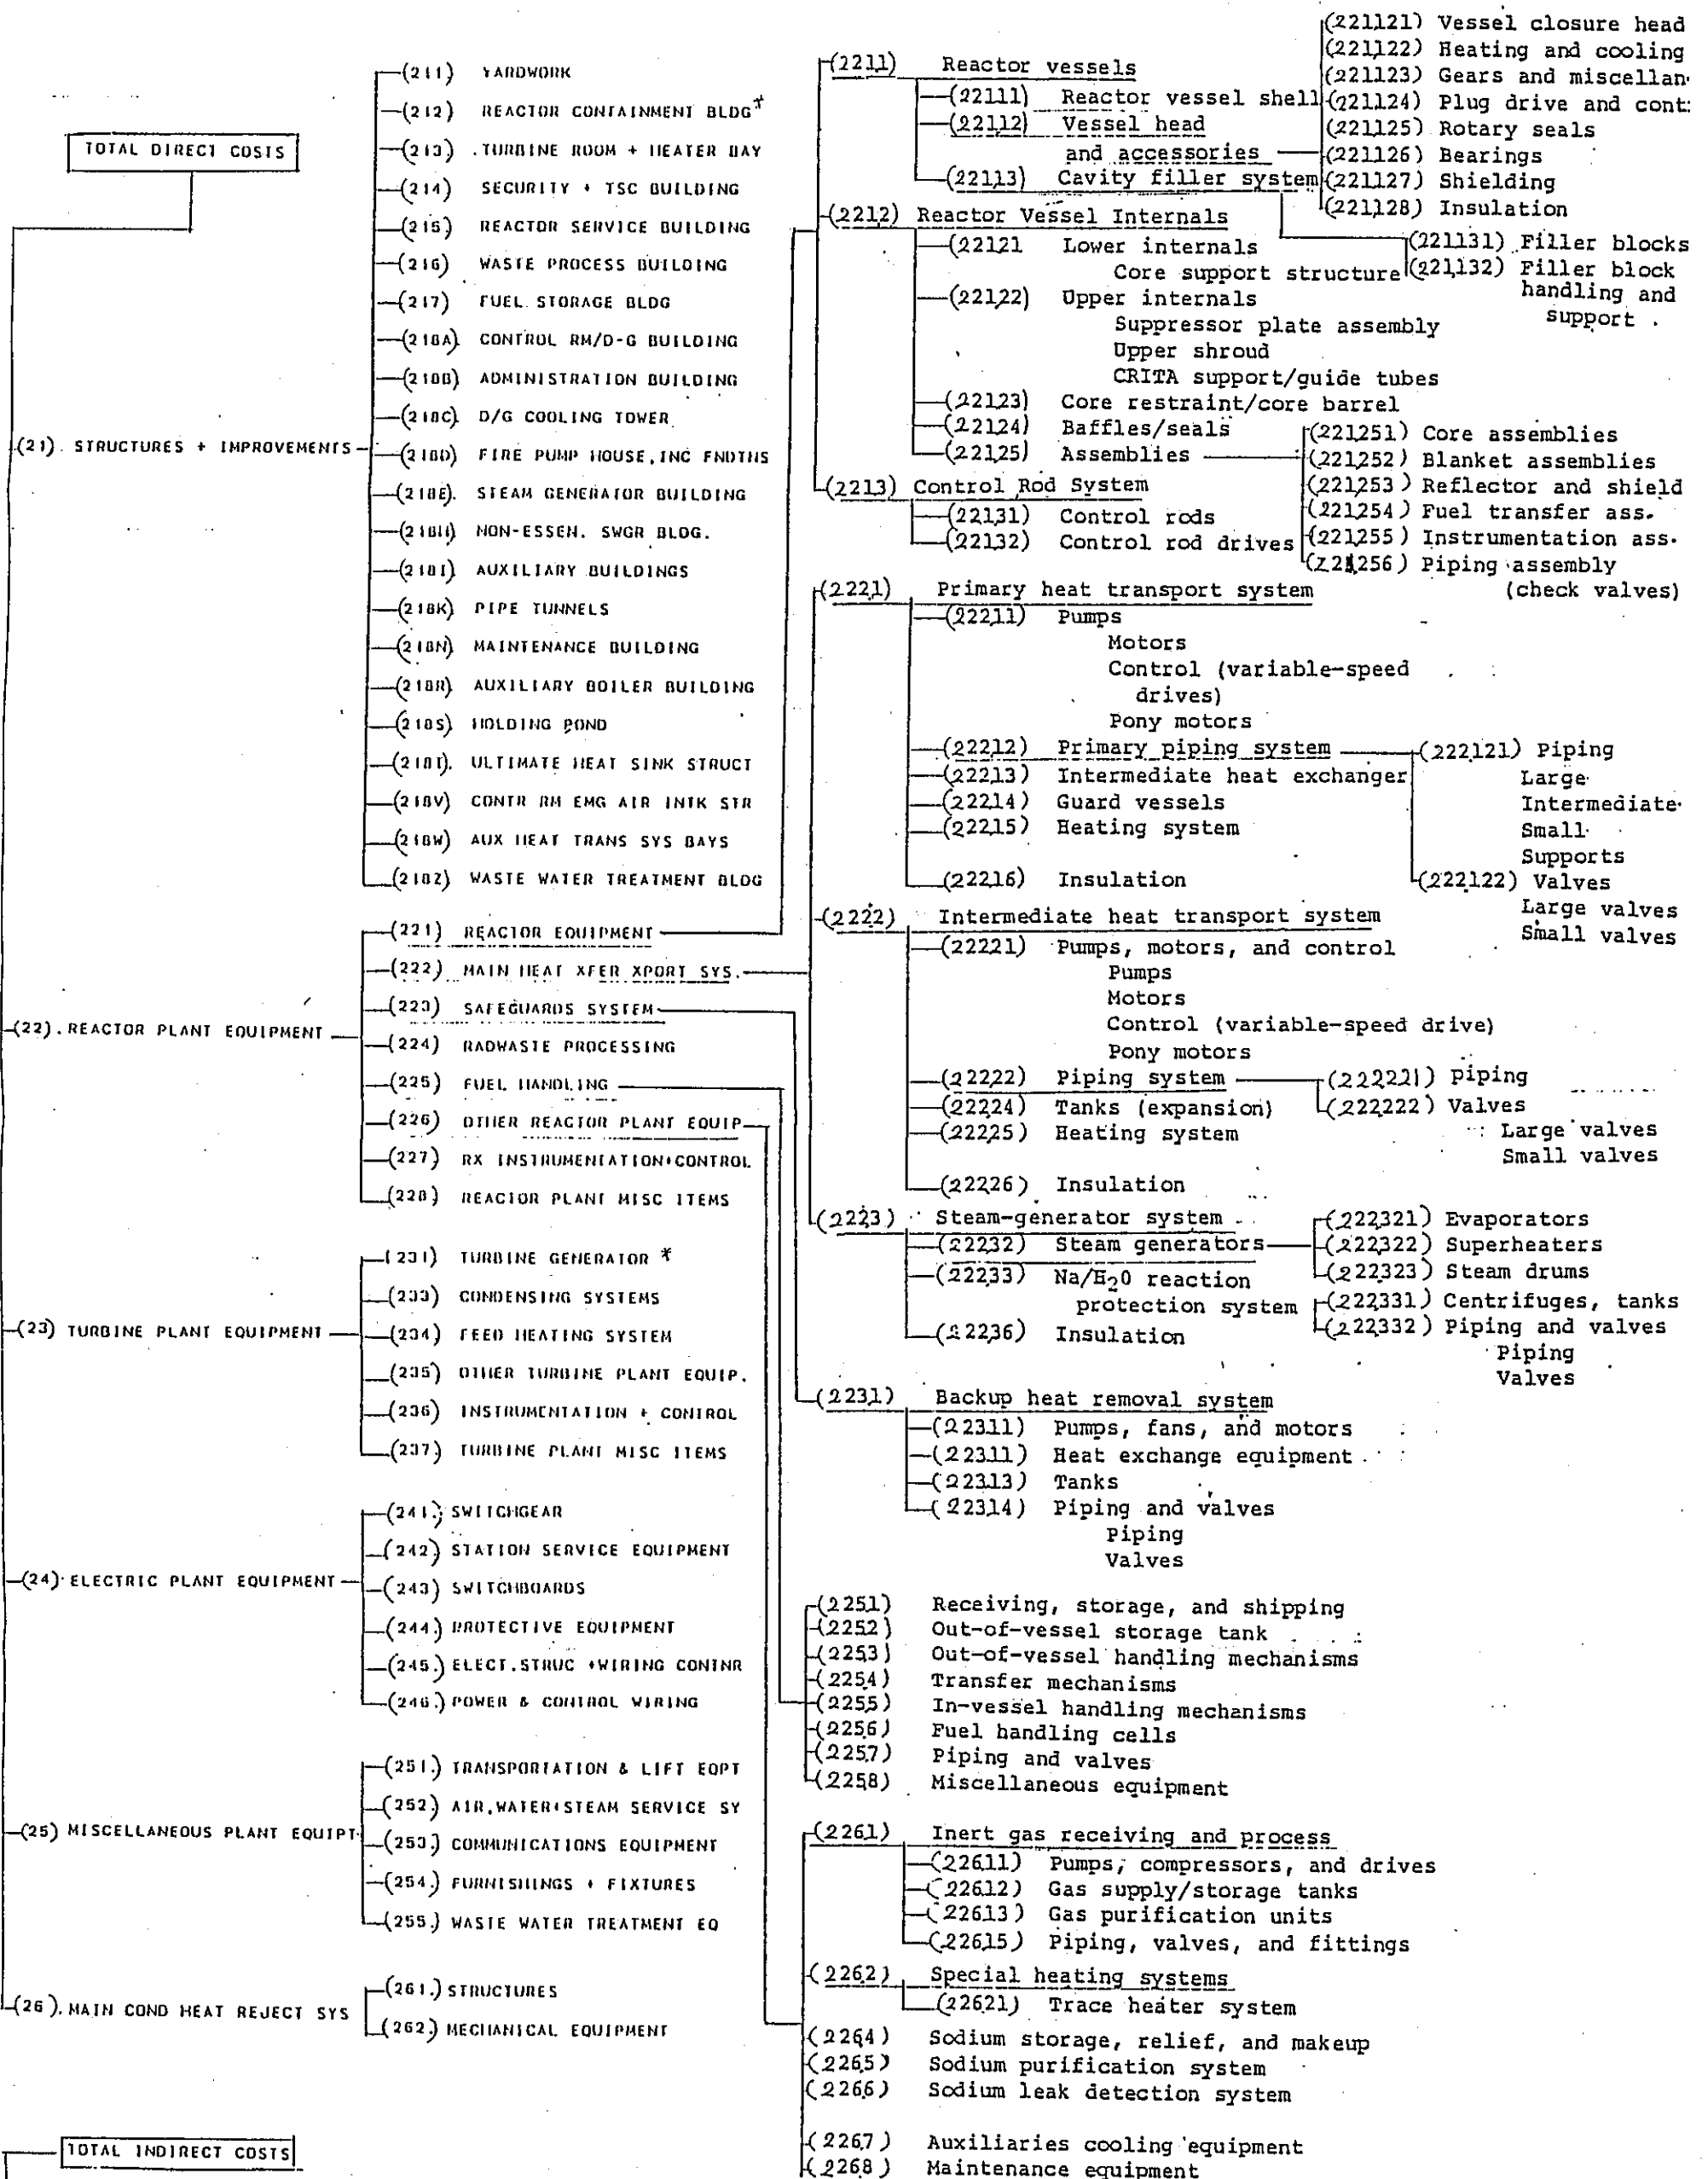 TOTAL DIRECT COSTS
(21). STRUCTURES + IMPROVEMENTS
(211) YARDWORK
(212) REACTOR CONTAINMENT BLDG*
(213) .TURBINE ROOM + HEATER BAY
(214) SECURITY + TSC BUILDING
(215) REACTOR SERVICE BUILDING
(216) WASTE PROCESS BUILDING
(217) FUEL STORAGE BLDG
(218A) CONTROL RM/D-G BUILDING
(218B) ADMINISTRATION BUILDING
(218C) D/G COOLING TOWER
(218D) FIRE PUMP HOUSE,INC FNDTNS
(218E). STEAM GENERATOR BUILDING
(218H) NON-ESSEN. SWGR BLDG.
(218I) AUXILIARY BUILDINGS
(218K) PIPE TUNNELS
(218N) MAINTENANCE BUILDING
(218R) AUXILIARY BOILER BUILDING
(218S) HOLDING POND
(218T). ULTIMATE HEAT SINK STRUCT
(218V) CONTR RM EMG AIR INTK STR
(218W) AUX HEAT TRANS SYS BAYS
(218Z) WASTE WATER TREATMENT BLDG
(22). REACTOR PLANT EQUIPMENT
(221) REACTOR EQUIPMENT
(222) MAIN HEAT XFER XPORT SYS.
(223) SAFEGUARDS SYSTEM
(224) RADWASTE PROCESSING
(225) FUEL HANDLING
(226) OTHER REACTOR PLANT EQUIP
(227) RX INSTRUMENTATION+CONTROL
(228) REACTOR PLANT MISC ITEMS
(23) TURBINE PLANT EQUIPMENT
(231) TURBINE GENERATOR *
(233) CONDENSING SYSTEMS
(234) FEED HEATING SYSTEM
(235) OTHER TURBINE PLANT EQUIP.
(236) INSTRUMENTATION + CONTROL
(237) TURBINE PLANT MISC ITEMS
(24) ELECTRIC PLANT EQUIPMENT
(241.) SWITCHGEAR
(242) STATION SERVICE EQUIPMENT
(243) SWITCHBOARDS
(244.) PROTECTIVE EQUIPMENT
(245.) ELECT.STRUC +WIRING CONTNR
(246.) POWER & CONTROL WIRING
(25) MISCELLANEOUS PLANT EQUIPT
(251.) TRANSPORTATION & LIFT EQPT
(252.) AIR,WATER+STEAM SERVICE SY
(253.) COMMUNICATIONS EQUIPMENT
(254.) FURNISHINGS + FIXTURES
(255.) WASTE WATER TREATMENT EQ
(26). MAIN COND HEAT REJECT SYS
(261.) STRUCTURES
(262.) MECHANICAL EQUIPMENT
TOTAL INDIRECT COSTS
(2211) Reactor vessels
(22111) Reactor vessel shell
(22112) Vessel head
and accessories
(221121) Vessel closure head
(221122) Heating and cooling
(221123) Gears and miscellan
(221124) Plug drive and cont
(221125) Rotary seals
(221126) Bearings
(221127) Shielding
(221128) Insulation
(22113) Cavity filler system
(221131) Filler blocks
(221132) Filler block
handling and
support .
(2212) Reactor Vessel Internals
(22121 Lower internals
Core support structure
(22122) Upper internals
Suppressor plate assembly
Upper shroud
CRITA support/guide tubes
(22123) Core restraint/core barrel
(22124) Baffles/seals
(22125) Assemblies
(221251) Core assemblies
(221252) Blanket assemblies
(221253) Reflector and shield
(221254) Fuel transfer ass.
(221255) Instrumentation ass.
(221256) Piping assembly
(check valves)
(2213) Control Rod System
(22131) Control rods
(22132) Control rod drives
(2221) Primary heat transport system
(22211) Pumps
Motors
Control (variable-speed
drives)
Pony motors
(22212) Primary piping system
(222121) Piping
Large
Intermediate
Small
Supports
(222122) Valves
Large valves
Small valves
(22213) Intermediate heat exchanger
(22214) Guard vessels
(22215) Heating system
(22216) Insulation
(2222) Intermediate heat transport system
(22221) Pumps, motors, and control
Pumps
Motors
Control (variable-speed drive)
Pony motors
(22222) Piping system
(222221) piping
(222222) Valves
Large valves
Small valves
(22224) Tanks (expansion)
(22225) Heating system
(22226) Insulation
(2223) Steam-generator system
(22232) Steam generators
(222321) Evaporators
(222322) Superheaters
(222323) Steam drums
(22233) Na/H₂O reaction
protection system
(222331) Centrifuges, tanks
(222332) Piping and valves
Piping
Valves
(22236) Insulation
(2231) Backup heat removal system
(22311) Pumps, fans, and motors
(22311) Heat exchange equipment
(22313) Tanks
(22314) Piping and valves
Piping
Valves
(2251) Receiving, storage, and shipping
(2252) Out-of-vessel storage tank
(2253) Out-of-vessel handling mechanisms
(2254) Transfer mechanisms
(2255) In-vessel handling mechanisms
(2256) Fuel handling cells
(2257) Piping and valves
(2258) Miscellaneous equipment
(2261) Inert gas receiving and process
(22611) Pumps, compressors, and drives
(22612) Gas supply/storage tanks
(22613) Gas purification units
(22615) Piping, valves, and fittings
(2262) Special heating systems
(22621) Trace heater system
(2264) Sodium storage, relief, and makeup
(2265) Sodium purification system
(2266) Sodium leak detection system
(2267) Auxiliaries cooling equipment
(2268) Maintenance equipment